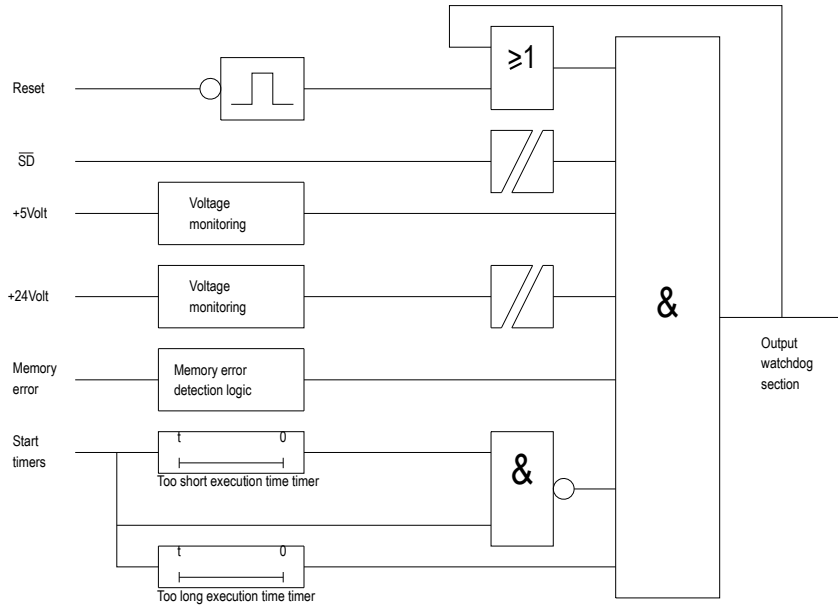 ≥1
Reset
S̅D̅
+5Volt
Voltage
monitoring
+24Volt
Voltage
monitoring
&
Output
watchdog
section
Memory
error
Memory error
detection logic
Start
timers
t 0
Too short execution time timer
&
t 0
Too long execution time timer